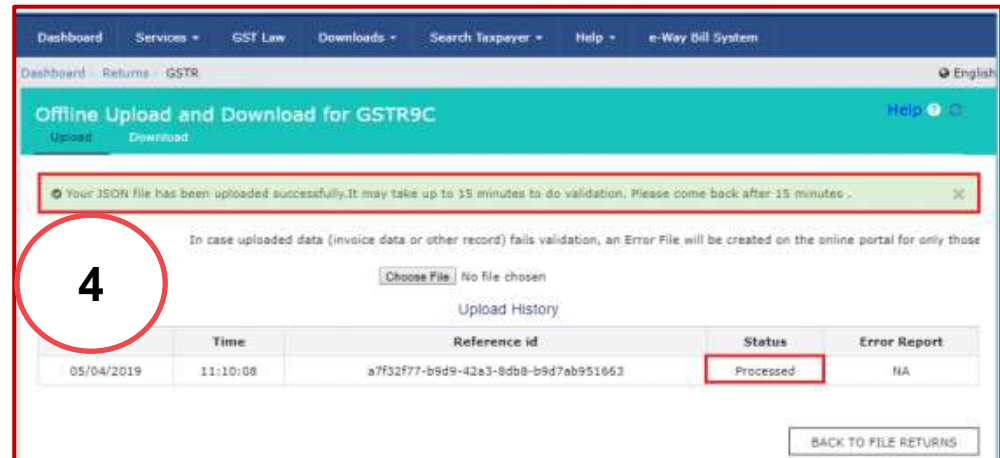 Dashboard Services GST Law Downloads Search Taxpayer Help e-Way Bill System
Dashboard Returns GSTR English
Offline Upload and Download for GSTR9C Help ?
Upload Download
Your JSON file has been uploaded successfully.It may take up to 15 minutes to do validation. Please come back after 15 minutes . ×
In case uploaded data (invoice data or other record) fails validation, an Error File will be created on the online portal for only those
4
Choose File No file chosen
Upload History
Time Reference id Status Error Report
05/04/2019 11:10:08 a7f32f77-b9d9-42a3-8db8-b9d7ab951663 Processed NA
BACK TO FILE RETURNS